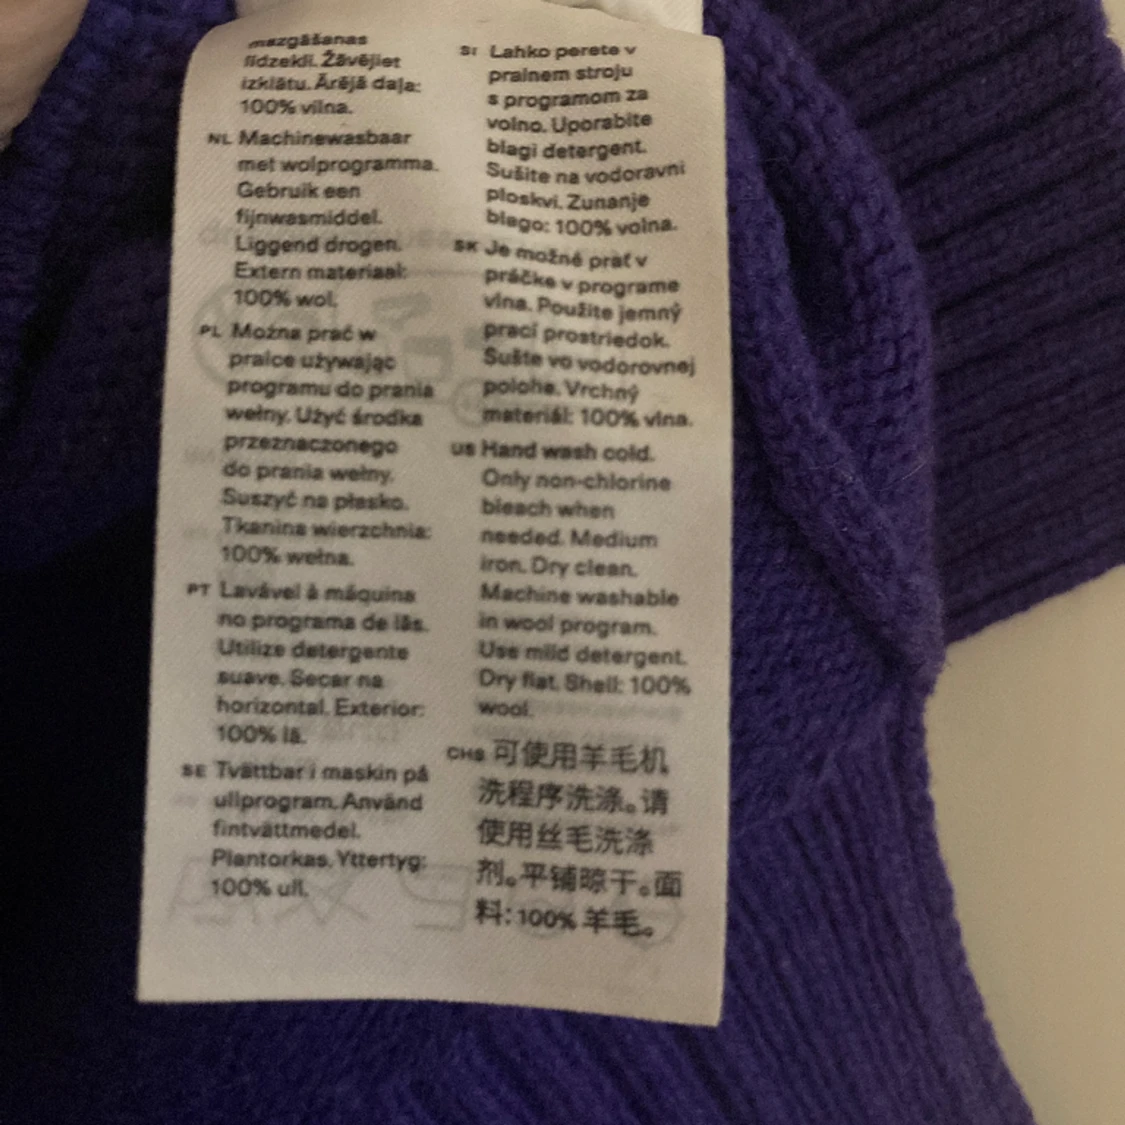 mazgāšanas
līdzekli. Žāvējiet
izklātu. Ārējā daļa:
100% vilna.
NL Machinewasbaar
met wolprogramma.
Gebruik een
fijnwasmiddel.
Liggend drogen.
Extern materiaal:
100% wol.
PL Można prać w
pralce używając
programu do prania
wełny. Użyć środka
przeznaczonego
do prania wełny.
Suszyć na płasko.
Tkanina wierzchnia:
100% wełna.
PT Lavável à máquina
no programa de lãs.
Utilize detergente
suave. Secar na
horizontal. Exterior:
100% lã.
SE Tvättbar i maskin på
ullprogram. Använd
fintvättmedel.
Plantorkas. Yttertyg:
100% ull.
SI Lahko perete v
pralnem stroju
s programom za
volno. Uporabite
blagi detergent.
Sušite na vodoravni
ploskvi. Zunanje
blago: 100% volna.
SK Je možné prať v
práčke v programe
vlna. Použite jemný
prací prostriedok.
Sušte vo vodorovnej
polohe. Vrchný
materiál: 100% vlna.
US Hand wash cold.
Only non-chlorine
bleach when
needed. Medium
iron. Dry clean.
Machine washable
in wool program.
Use mild detergent.
Dry flat. Shell: 100%
wool.
CHS 可使用羊毛机
洗程序洗涤。请
使用丝毛洗涤
剂。平铺晾干。面
料: 100% 羊毛。